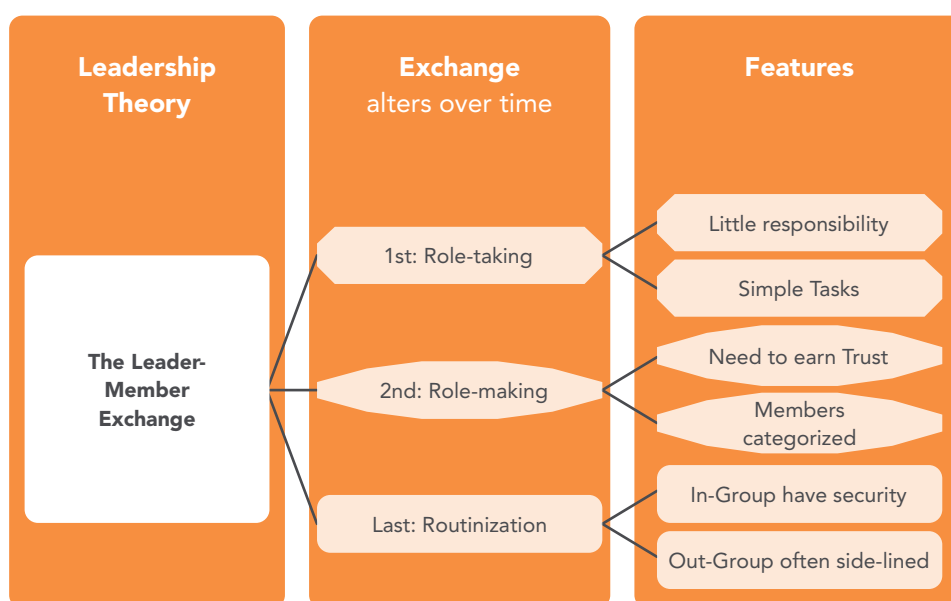 Leadership
Theory
Exchange
alters over time
Features
The Leader-
Member
Exchange
1st: Role-taking
Little responsibility
Simple Tasks
2nd: Role-making
Need to earn Trust
Members
categorized
Last: Routinization
In-Group have security
Out-Group often side-lined